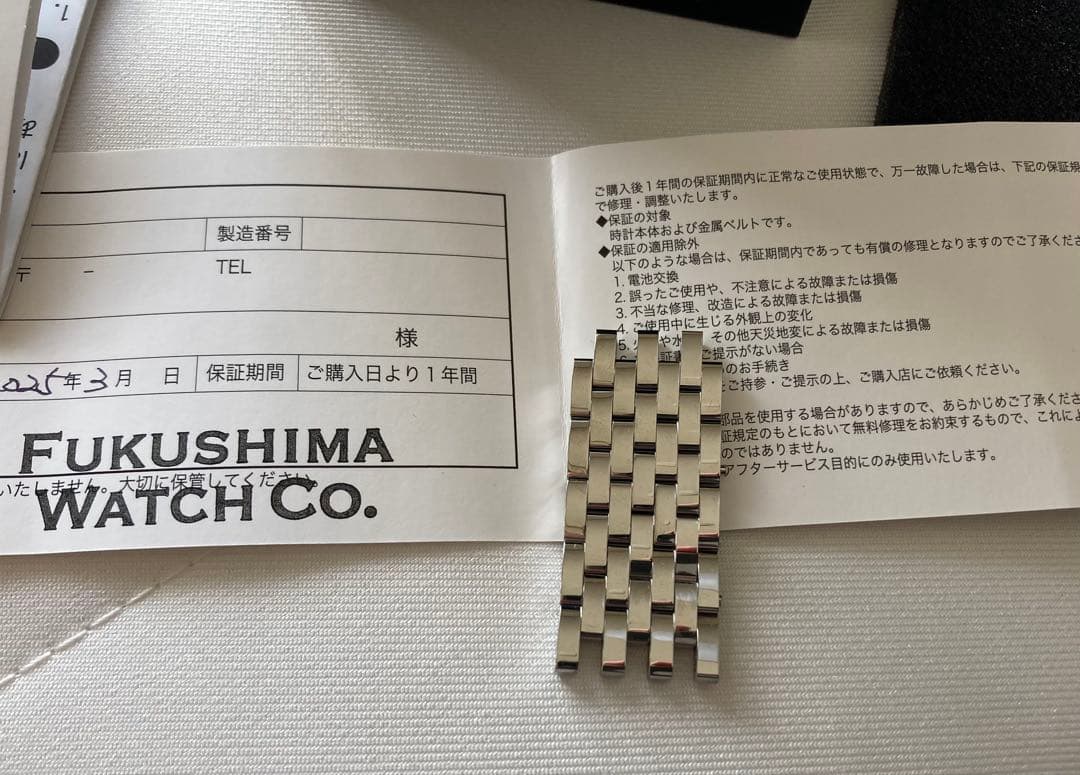 製造番号
〒 －
TEL
様
2025年3月 日 保証期間 ご購入日より1年間
いたしません。大切に保管してください。
FUKUSHIMA
WATCH CO.
ご購入後1年間の保証期間内に正常なご使用状態で、万一故障した場合は、下記の保証規
で修理・調整いたします。
◆保証の対象
時計本体および金属ベルトです。
◆保証の適用除外
以下のような場合は、保証期間内であっても有償の修理となりますのでご了承くださ
1. 電池交換
2. 誤ったご使用や、不注意による故障または損傷
3. 不当な修理、改造による故障または損傷
4. ご使用中に生じる外観上の変化
5. その他天災地変による故障または損傷
ご提示がない場合
のお手続き
ご持参・ご提示の上、ご購入店にご依頼ください。
部品を使用する場合がありますので、あらかじめご了承くださ
証規定のもとにおいて無料修理をお約束するもので、これによ
のではありません。
アフターサービス目的にのみ使用いたします。